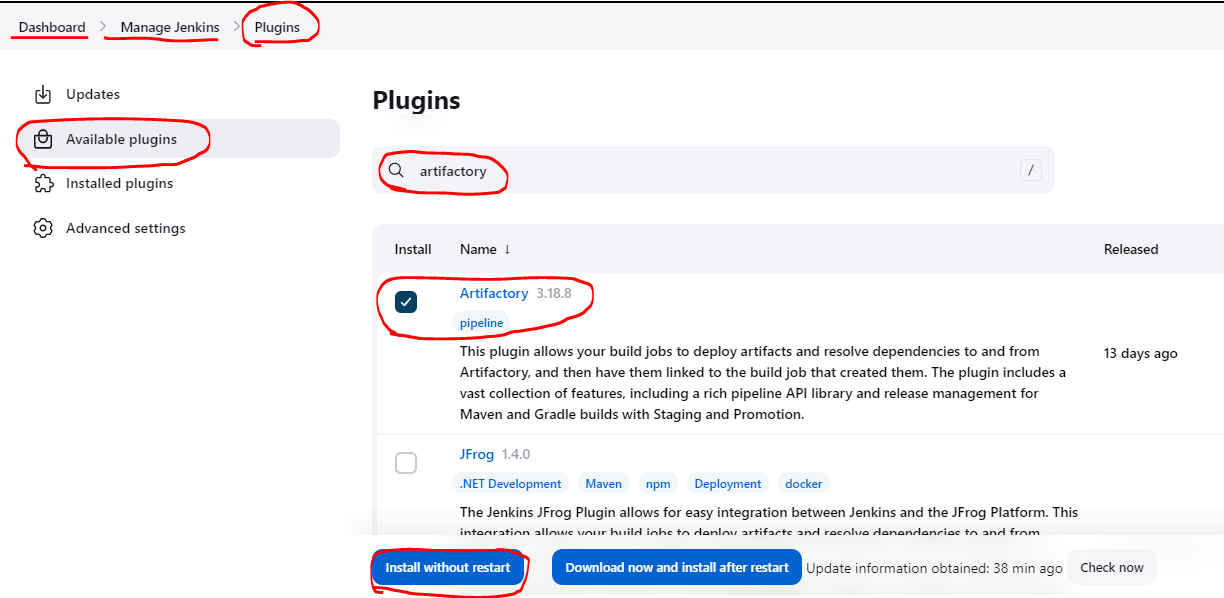 Dashboard > Manage Jenkins > Plugins
Updates
Available plugins
Installed plugins
Advanced settings
Plugins
artifactory
/
Install Name ↓ Released
Artifactory 3.18.8
pipeline
This plugin allows your build jobs to deploy artifacts and resolve dependencies to and from
Artifactory, and then have them linked to the build job that created them. The plugin includes a
vast collection of features, including a rich pipeline API library and release management for
Maven and Gradle builds with Staging and Promotion.
13 days ago
JFrog 1.4.0
.NET Development Maven npm Deployment docker
The Jenkins JFrog Plugin allows for easy integration between Jenkins and the JFrog Platform. This
integration allows your build jobs to deploy artifacts and resolve dependencies to and from
Install without restart Download now and install after restart Update information obtained: 38 min ago Check now